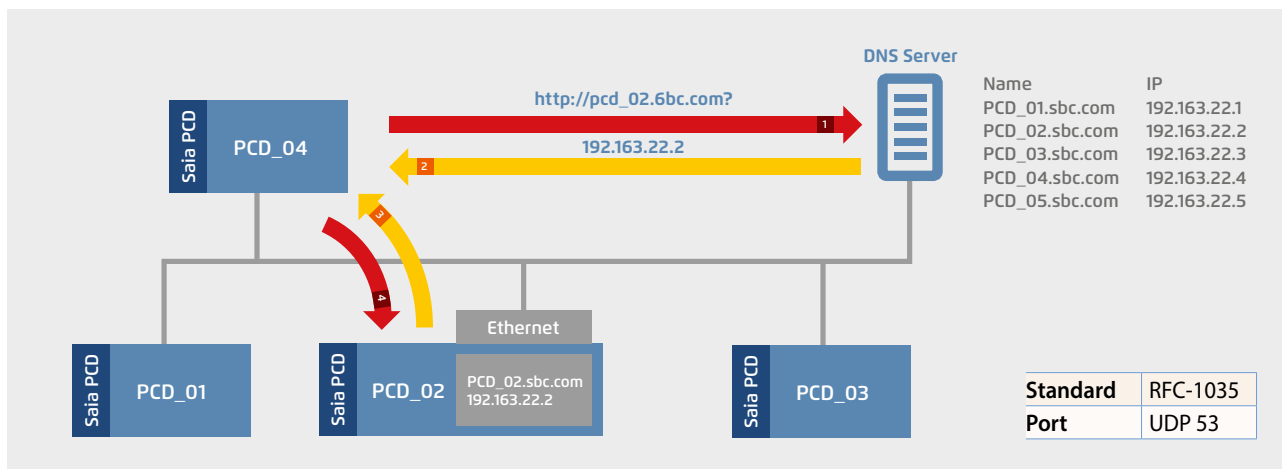 DNS Server
Name IP
PCD_01.sbc.com 192.163.22.1
PCD_02.sbc.com 192.163.22.2
PCD_03.sbc.com 192.163.22.3
PCD_04.sbc.com 192.163.22.4
PCD_05.sbc.com 192.163.22.5
http://pcd_02.6bc.com?
1
192.163.22.2
2
Saia PCD
PCD_04
3
4
Ethernet
Saia PCD
PCD_01
Saia PCD
PCD_02
PCD_02.sbc.com
192.163.22.2
Saia PCD
PCD_03
Standard RFC-1035
Port UDP 53